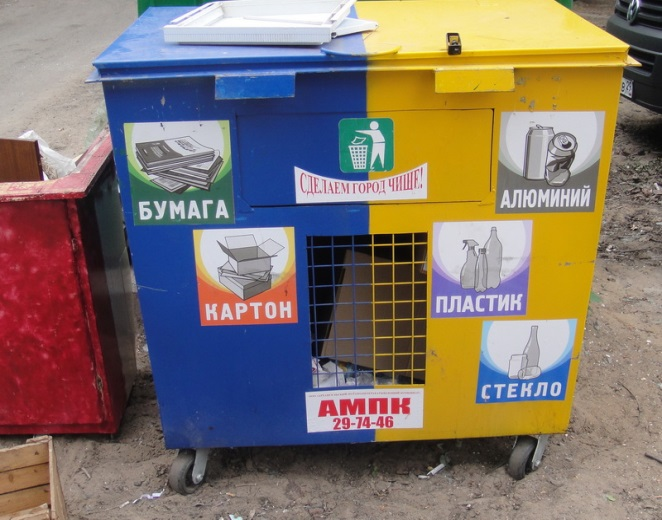 СДЕЛАЕМ ГОРОД ЧИЩЕ!
БУМАГА
АЛЮМИНИЙ
КАРТОН
ПЛАСТИК
СТЕКЛО
АМПК
29-74-46